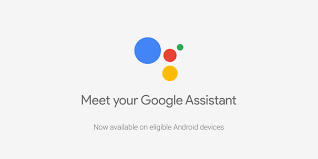 Meet your Google Assistant
Now available on eligible Android devices